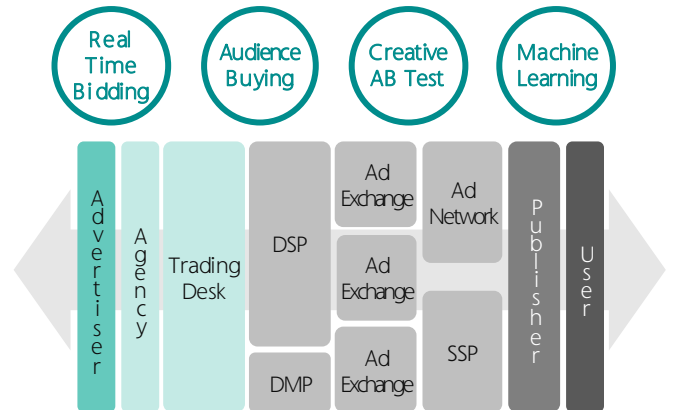 Real
Time
Bidding
Audience
Buying
Creative
AB Test
Machine
Learning
Advertiser
Agency
Trading
Desk
DSP
DMP
Ad
Exchange
Ad
Exchange
Ad
Exchange
Ad
Network
SSP
Publisher
User